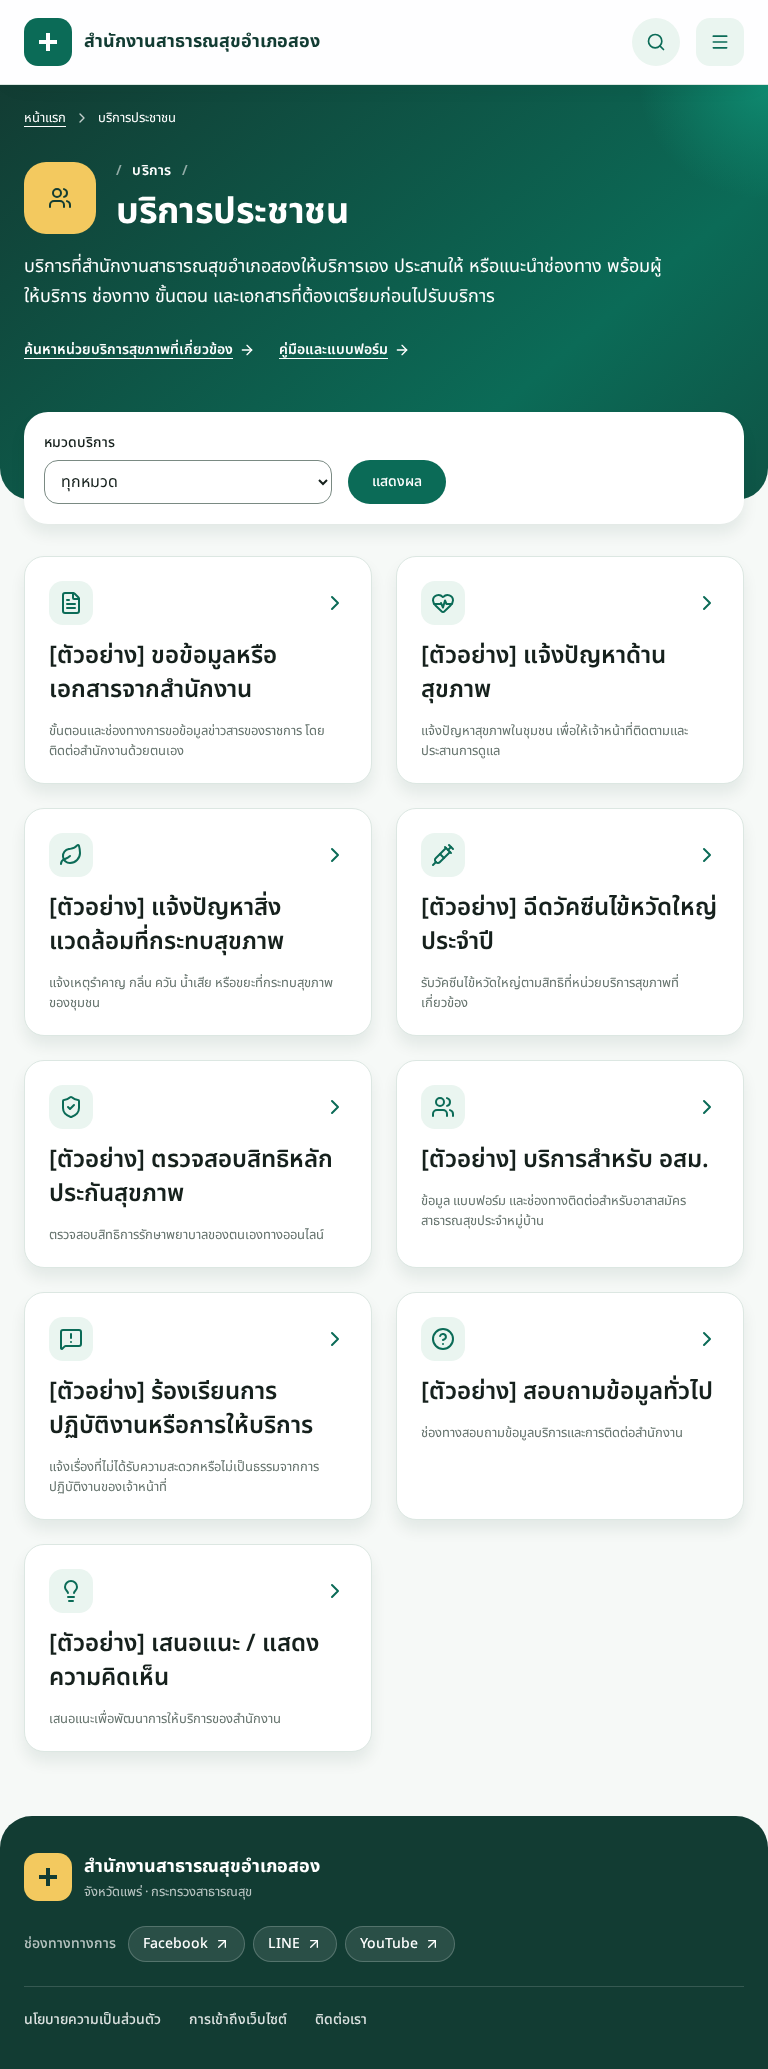 สำนักงานสาธารณสุขอำเภอสอง
หน้าแรก
บริการประชาชน
/ บริการ /
บริการประชาชน
บริการที่สำนักงานสาธารณสุขอำเภอสองให้บริการเอง ประสานให้ หรือแนะนำช่องทาง พร้อมผู้
ให้บริการ ช่องทาง ขั้นตอน และเอกสารที่ต้องเตรียมก่อนไปรับบริการ
ค้นหาหน่วยบริการสุขภาพที่เกี่ยวข้อง
คู่มือและแบบฟอร์ม
หมวดบริการ
ทุกหมวด
แสดงผล
[ตัวอย่าง] ขอข้อมูลหรือ
เอกสารจากสำนักงาน
ขั้นตอนและช่องทางการขอข้อมูลข่าวสารของราชการ โดย
ติดต่อสำนักงานด้วยตนเอง
[ตัวอย่าง] แจ้งปัญหาด้าน
สุขภาพ
แจ้งปัญหาสุขภาพในชุมชน เพื่อให้เจ้าหน้าที่ติดตามและ
ประสานการดูแล
[ตัวอย่าง] แจ้งปัญหาสิ่ง
แวดล้อมที่กระทบสุขภาพ
แจ้งเหตุรำคาญ กลิ่น ควัน น้ำเสีย หรือขยะที่กระทบสุขภาพ
ของชุมชน
[ตัวอย่าง] ฉีดวัคซีนไข้หวัดใหญ่
ประจำปี
รับวัคซีนไข้หวัดใหญ่ตามสิทธิที่หน่วยบริการสุขภาพที่
เกี่ยวข้อง
[ตัวอย่าง] ตรวจสอบสิทธิหลัก
ประกันสุขภาพ
ตรวจสอบสิทธิการรักษาพยาบาลของตนเองทางออนไลน์
[ตัวอย่าง] บริการสำหรับ อสม.
ข้อมูล แบบฟอร์ม และช่องทางติดต่อสำหรับอาสาสมัคร
สาธารณสุขประจำหมู่บ้าน
[ตัวอย่าง] ร้องเรียนการ
ปฏิบัติงานหรือการให้บริการ
แจ้งเรื่องที่ไม่ได้รับความสะดวกหรือไม่เป็นธรรมจากการ
ปฏิบัติงานของเจ้าหน้าที่
[ตัวอย่าง] สอบถามข้อมูลทั่วไป
ช่องทางสอบถามข้อมูลบริการและการติดต่อสำนักงาน
[ตัวอย่าง] เสนอแนะ / แสดง
ความคิดเห็น
เสนอแนะเพื่อพัฒนาการให้บริการของสำนักงาน
สำนักงานสาธารณสุขอำเภอสอง
จังหวัดแพร่ · กระทรวงสาธารณสุข
ช่องทางทางการ
Facebook
LINE
YouTube
นโยบายความเป็นส่วนตัว
การเข้าถึงเว็บไซต์
ติดต่อเรา